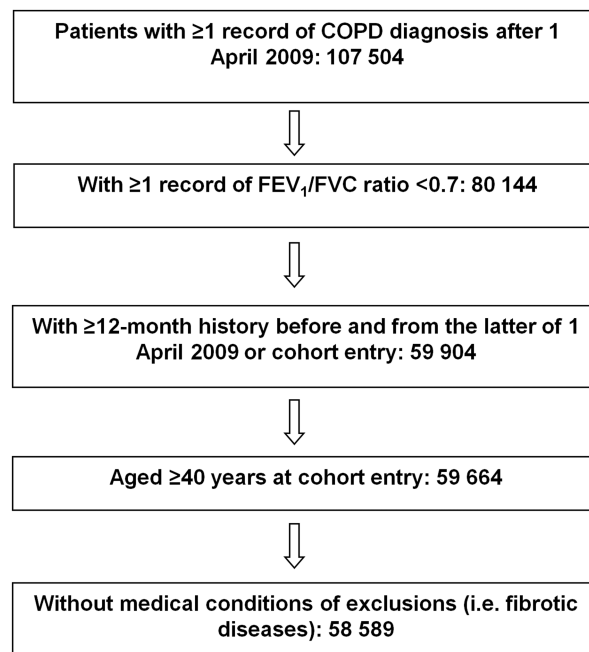 Patients with ≥1 record of COPD diagnosis after 1
April 2009: 107 504
With ≥1 record of FEV₁/FVC ratio <0.7: 80 144
With ≥12-month history before and from the latter of 1
April 2009 or cohort entry: 59 904
Aged ≥40 years at cohort entry: 59 664
Without medical conditions of exclusions (i.e. fibrotic
diseases): 58 589